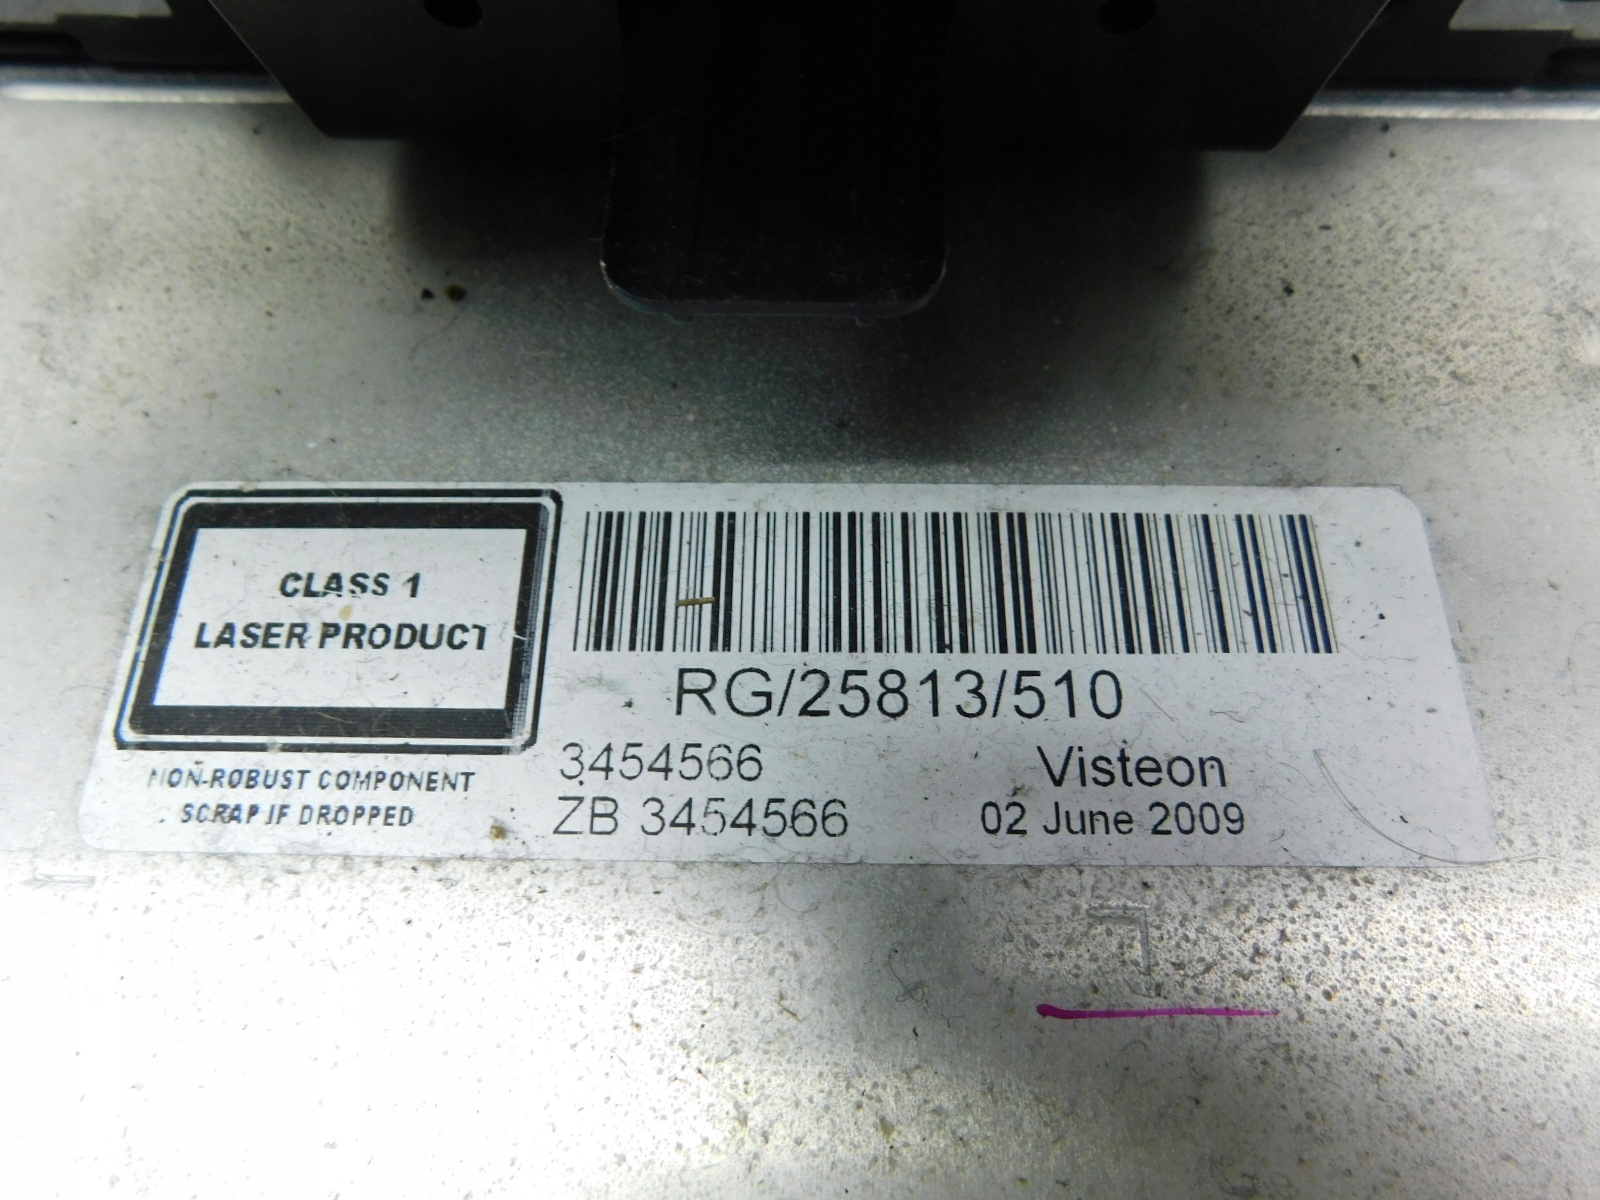 CLASS 1
LASER PRODUCT
NON-ROBUST COMPONENT
SCRAP IF DROPPED
RG/25813/510
3454566
ZB 3454566
Visteon
02 June 2009